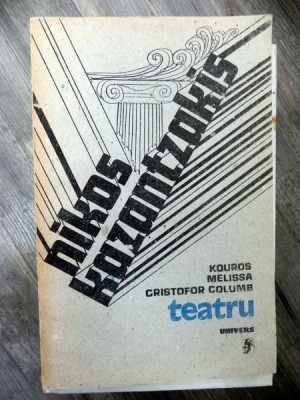 nikos
kazantzakis
KOUROS
MELISSA
CRISTOFOR COLUMB
teatru
UNIVERS